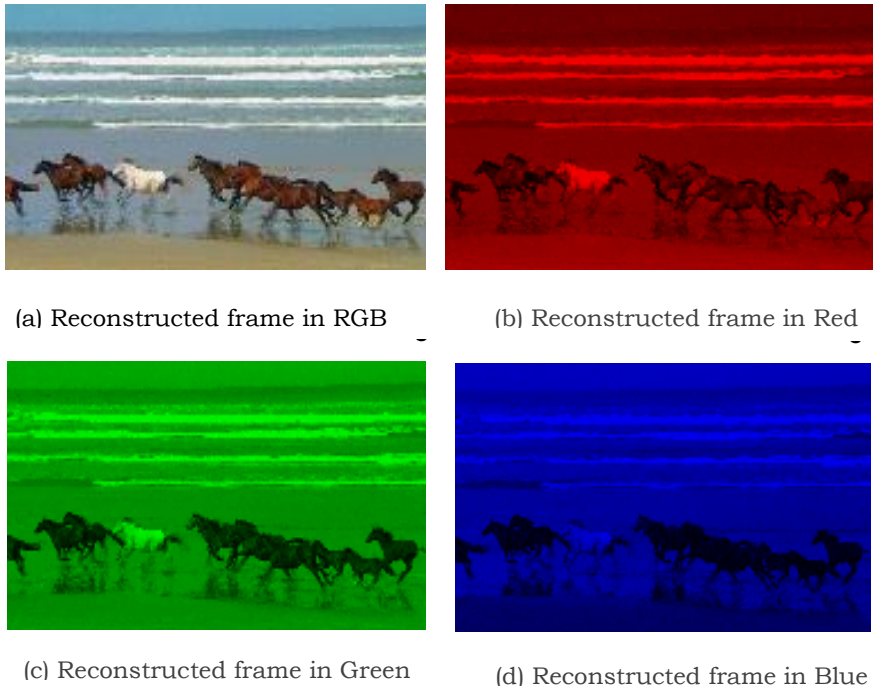 (a) Reconstructed frame in RGB
(b) Reconstructed frame in Red
(c) Reconstructed frame in Green
(d) Reconstructed frame in Blue